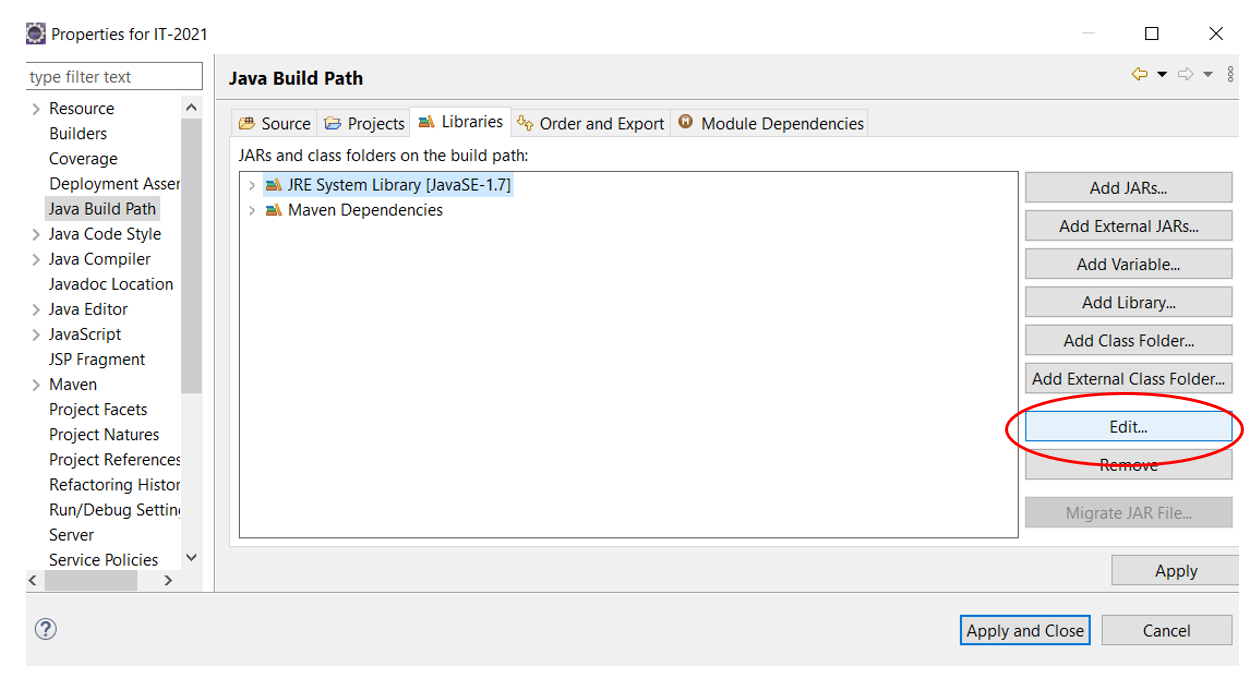 Properties for IT-2021
type filter text
Resource
Builders
Coverage
Deployment Asser
Java Build Path
Java Code Style
Java Compiler
Javadoc Location
Java Editor
JavaScript
JSP Fragment
Maven
Project Facets
Project Natures
Project References
Refactoring Histor
Run/Debug Setting
Server
Service Policies
Java Build Path
Source Projects Libraries Order and Export Module Dependencies
JARs and class folders on the build path:
JRE System Library [JavaSE-1.7]
Maven Dependencies
Add JARs...
Add External JARs...
Add Variable...
Add Library...
Add Class Folder...
Add External Class Folder...
Edit...
Remove
Migrate JAR File...
Apply
Apply and Close Cancel